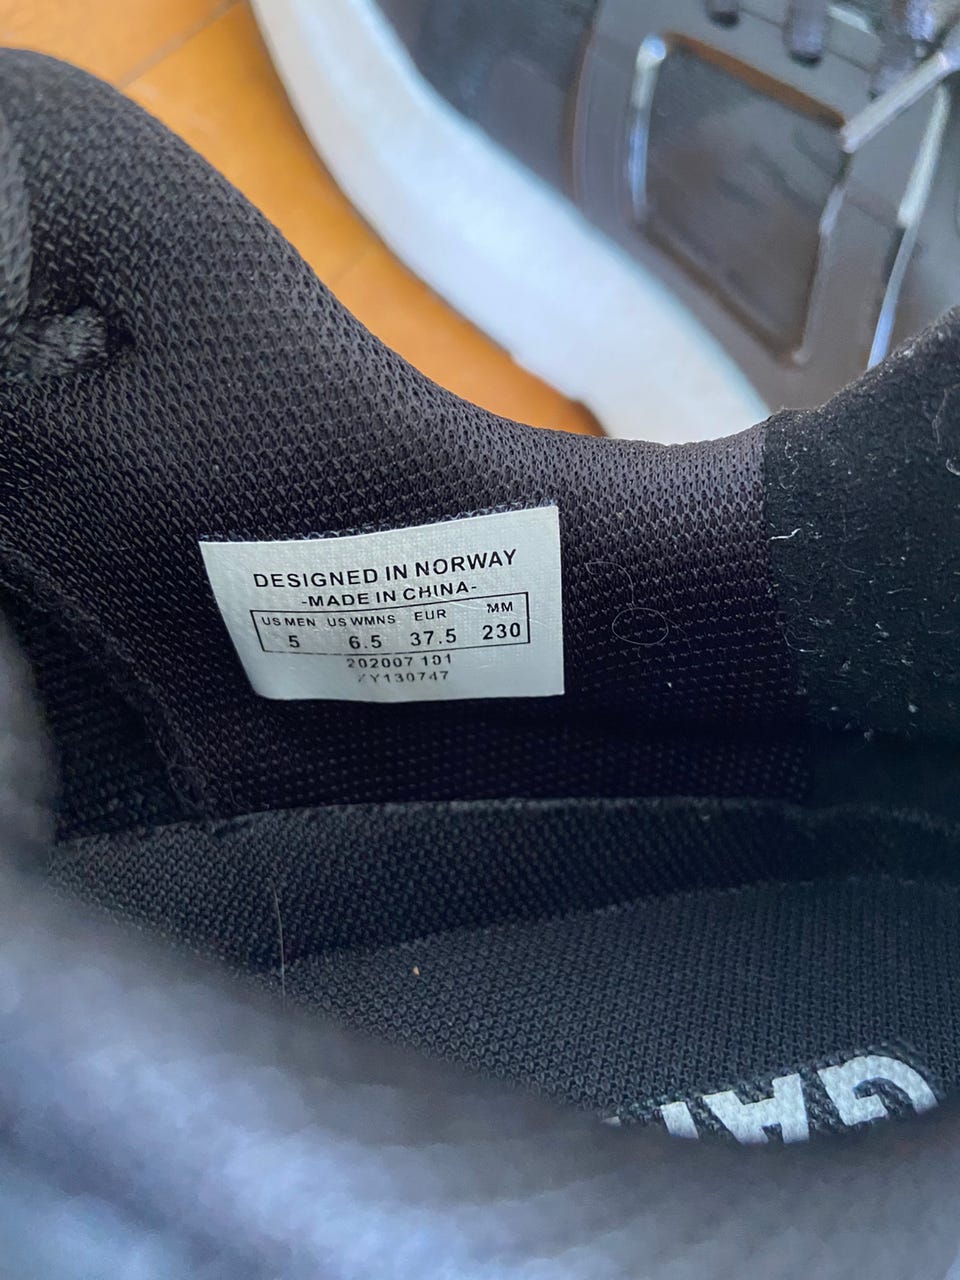 DESIGNED IN NORWAY
-MADE IN CHINA-
US MEN US WMNS EUR MM
5 6.5 37.5 230
202007 101